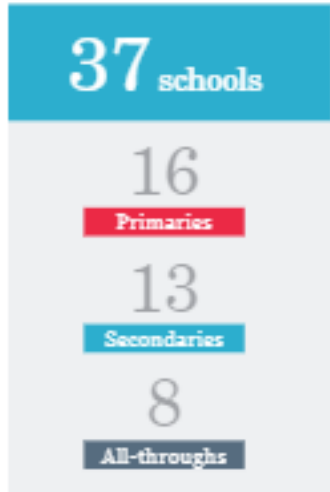 37 schools
16
Primaries
13
Secondaries
8
All-throughs